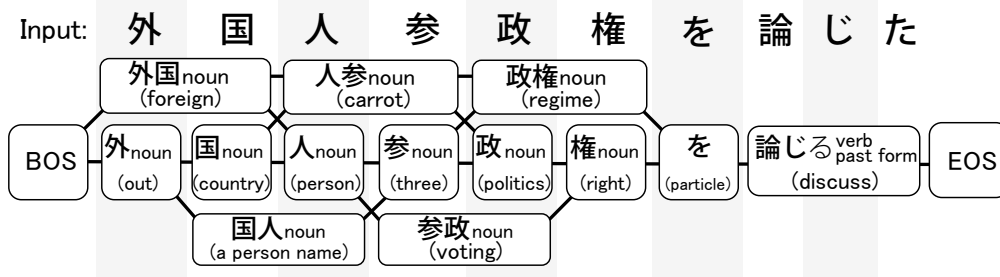 Input: 外 国 人 参 政 権 を 論 じ た
外国noun 人参noun 政権noun
(foreign) (carrot) (regime)
BOS 外noun 国noun 人noun 参noun 政noun 権noun を 論じる verb past form EOS
(out) (country) (person) (three) (politics) (right) (particle) (discuss)
国人noun 参政noun
(a person name) (voting)